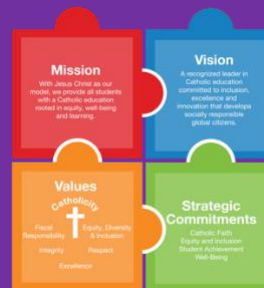 Mission
With Jesus Christ as our
model, we provide all students
with a Catholic education
rooted in equity, well-being
and learning.
Vision
A recognized leader in
Catholic education
committed to inclusion,
excellence and
innovation that develops
socially responsible
global citizens.
Values
Catholicity
Fiscal
Responsibility
Equity, Diversity
& Inclusion
Integrity
Respect
Excellence
Strategic
Commitments
Catholic Faith
Equity and Inclusion
Student Achievement
Well-Being